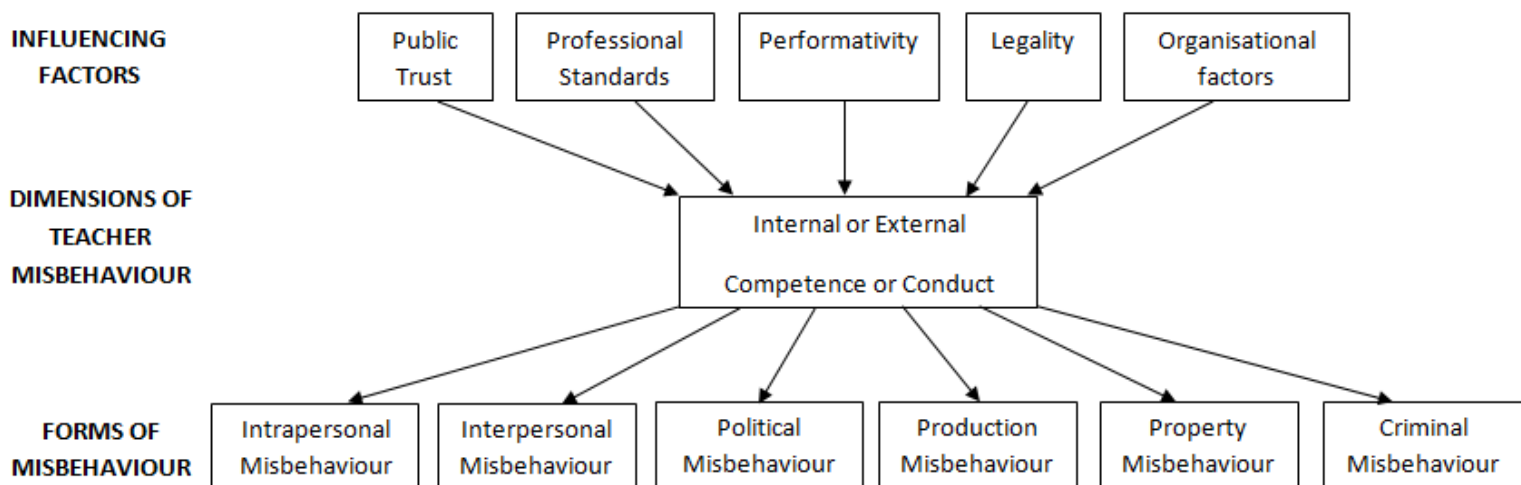 INFLUENCING
FACTORS
Public
Trust
Professional
Standards
Performativity
Legality
Organisational
factors
DIMENSIONS OF
TEACHER
MISBEHAVIOUR
Internal or External
Competence or Conduct
FORMS OF
MISBEHAVIOUR
Intrapersonal
Misbehaviour
Interpersonal
Misbehaviour
Political
Misbehaviour
Production
Misbehaviour
Property
Misbehaviour
Criminal
Misbehaviour